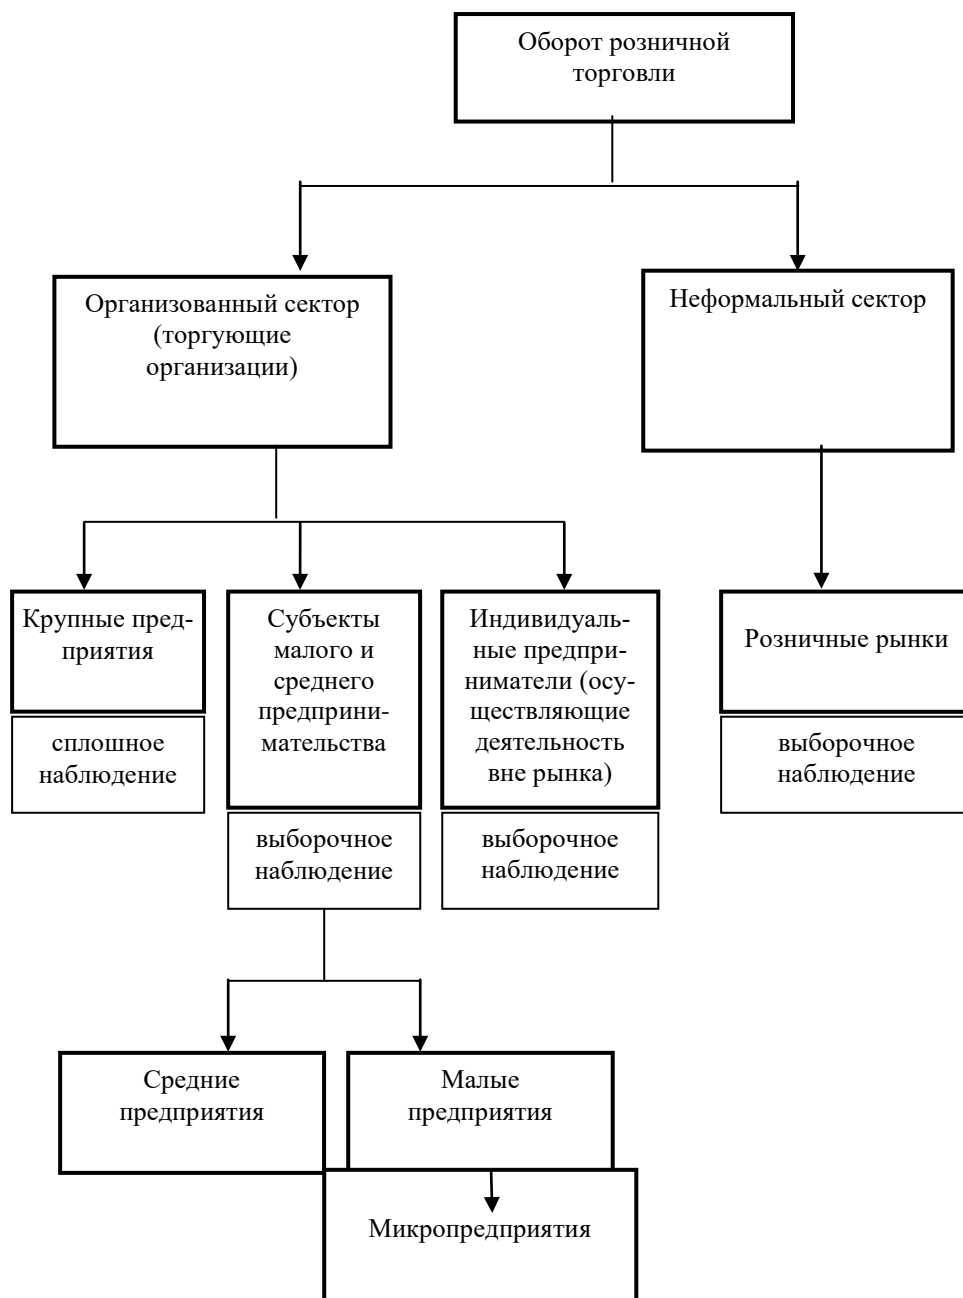 Оборот розничной
торговли
Организованный сектор
(торгующие
организации)
Неформальный сектор
Крупные пред-
приятия
сплошное
наблюдение
Субъекты
малого и
среднего
предприни-
мательства
выборочное
наблюдение
Индивидуаль-
ные предпри-
ниматели (осу-
ществляющие
деятельность
вне рынка)
выборочное
наблюдение
Розничные рынки
выборочное
наблюдение
Средние
предприятия
Малые
предприятия
Микропредприятия